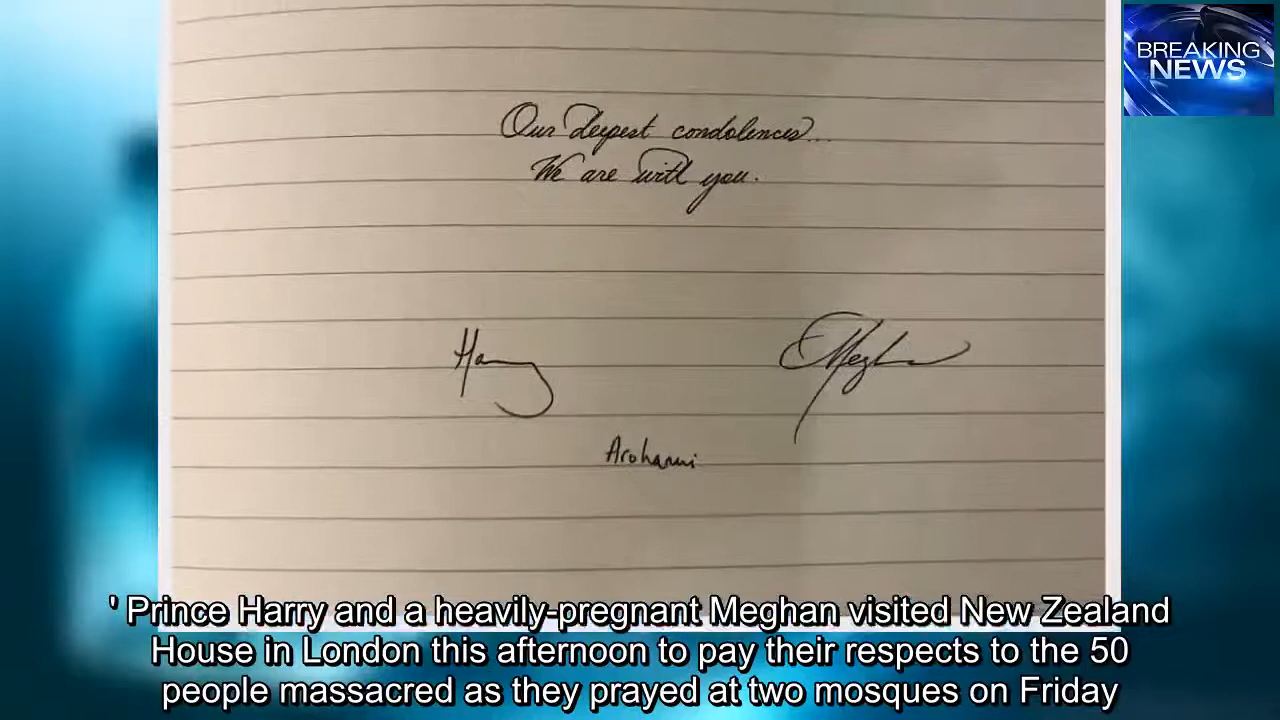 BREAKING
NEWS
Our deepest condolences...
We are with you.
Harry
Meghan
Arohanui
' Prince Harry and a heavily-pregnant Meghan visited New Zealand
House in London this afternoon to pay their respects to the 50
people massacred as they prayed at two mosques on Friday